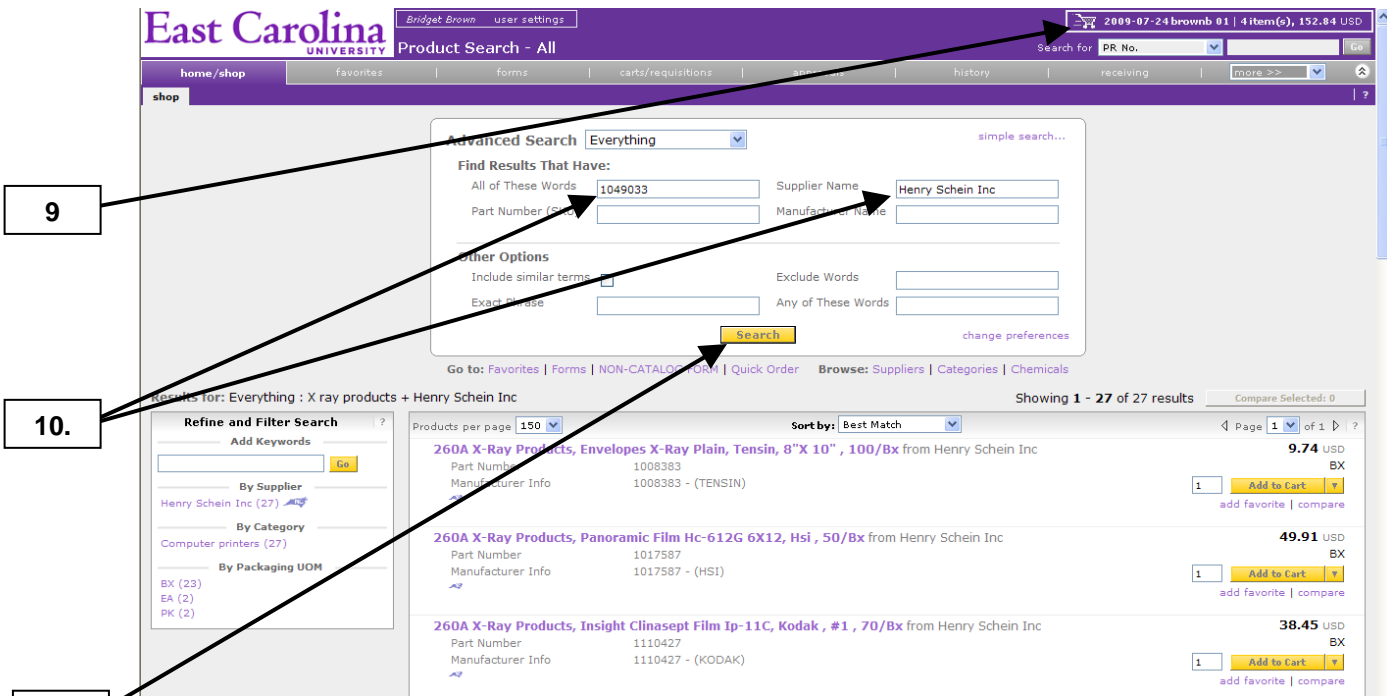 East Carolina
UNIVERSITY
Bridget Brown user settings
2009-07-24 brownb 01 | 4 item(s), 152.84 USD
Product Search - All
Search for PR No. Go
home/shop favorites forms carts/requisitions approvals history receiving more >>
shop ?
Advanced Search Everything simple search...
Find Results That Have:
All of These Words 1049033 Supplier Name Henry Schein Inc
Part Number (SKU) Manufacturer Name
9
Other Options
Include similar terms Exclude Words
Exact Phrase Any of These Words
Search change preferences
Go to: Favorites | Forms | NON-CATALOG FORM | Quick Order Browse: Suppliers | Categories | Chemicals
10.
Results for: Everything : X ray products + Henry Schein Inc Showing 1 - 27 of 27 results Compare Selected: 0
Refine and Filter Search ?
Add Keywords
Go
By Supplier
Henry Schein Inc (27)
By Category
Computer printers (27)
By Packaging UOM
BX (23)
EA (2)
PK (2)
Products per page 150 Sort by: Best Match Page 1 of 1 ?
260A X-Ray Products, Envelopes X-Ray Plain, Tensin, 8"X 10" , 100/Bx from Henry Schein Inc 9.74 USD
Part Number 1008383 BX
Manufacturer Info 1008383 - (TENSIN) 1 Add to Cart
add favorite | compare
260A X-Ray Products, Panoramic Film Hc-612G 6X12, Hsi , 50/Bx from Henry Schein Inc 49.91 USD
Part Number 1017587 BX
Manufacturer Info 1017587 - (HSI) 1 Add to Cart
add favorite | compare
260A X-Ray Products, Insight Clinasept Film Ip-11C, Kodak , #1 , 70/Bx from Henry Schein Inc 38.45 USD
Part Number 1110427 BX
Manufacturer Info 1110427 - (KODAK) 1 Add to Cart
add favorite | compare